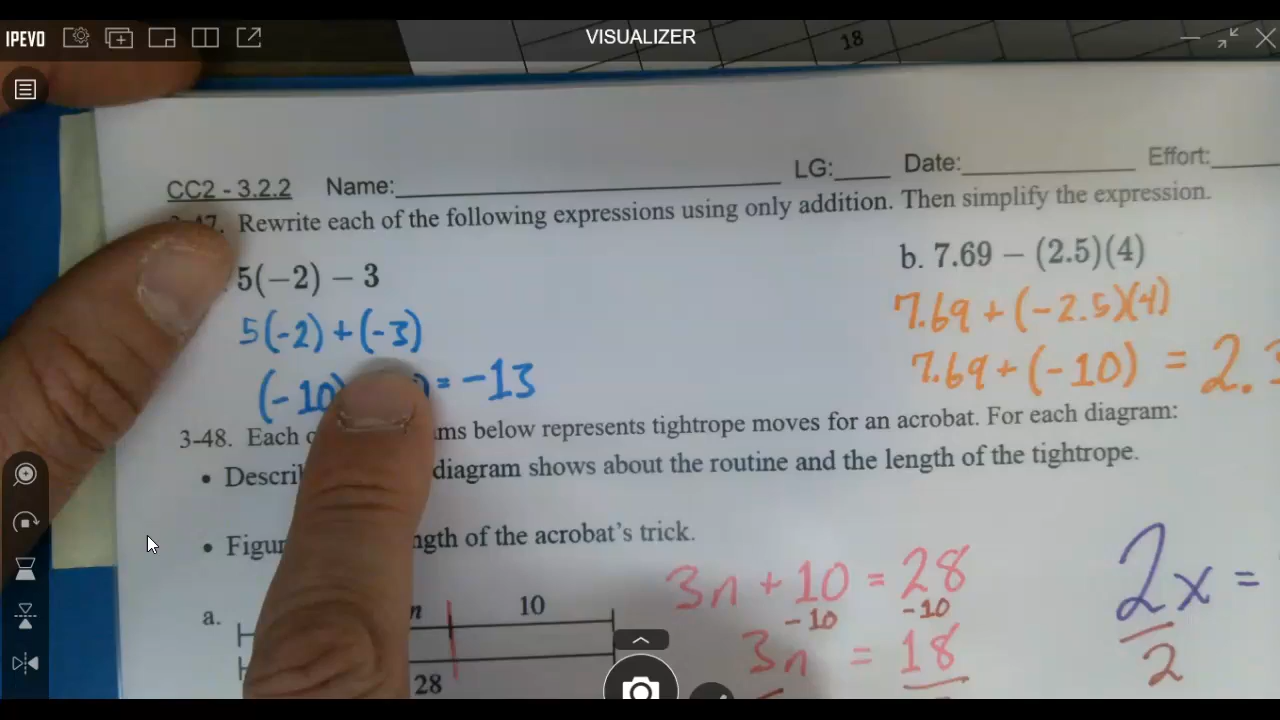 IPEVO
VISUALIZER
18
CC2 - 3.2.2 Name: LG: Date: Effort:
Rewrite each of the following expressions using only addition. Then simplify the expression.
5(−2) − 3
b. 7.69 − (2.5)(4)
5(-2)+(-3)
7.69 + (-2.5)(4)
(-10) = -13
7.69 + (-10) = 2.3
3-48. Each below represents tightrope moves for an acrobat. For each diagram:
• diagram shows about the routine and the length of the tightrope.
• of the acrobat's trick.
3n + 10 = 28
-10 -10
3n = 18
2x =
2
a.
n 10
28